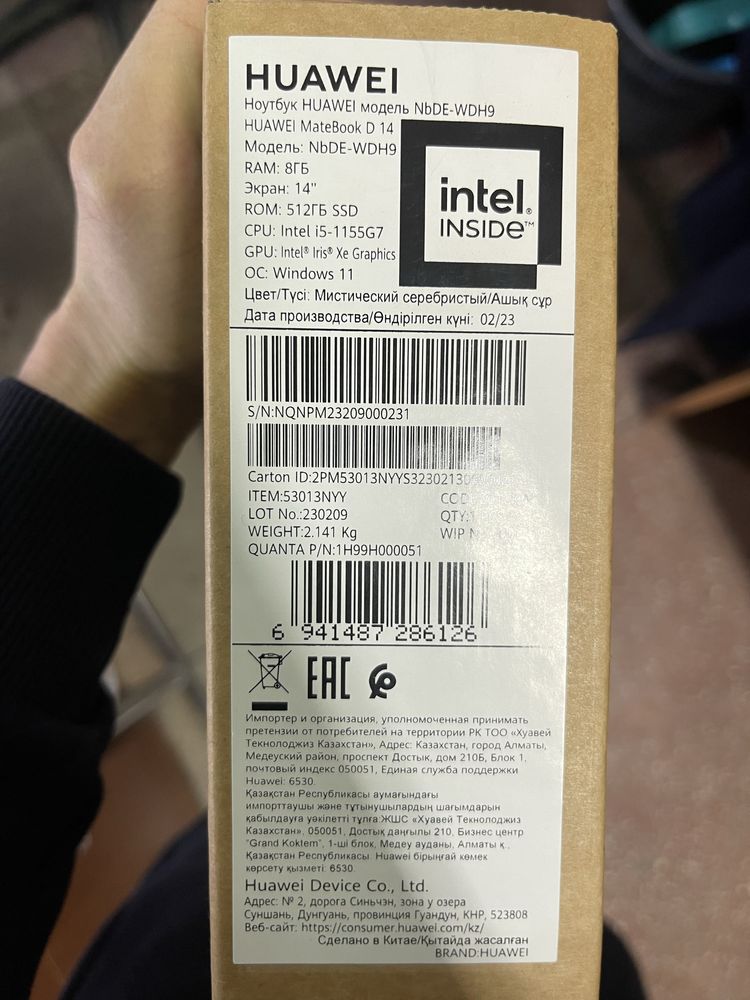 HUAWEI
Ноутбук HUAWEI модель NbDE-WDH9
HUAWEI MateBook D 14
Модель: NbDE-WDH9
RAM: 8ГБ
Экран: 14"
ROM: 512ГБ SSD
CPU: Intel i5-1155G7
GPU: Intel® Iris® Xe Graphics
ОС: Windows 11
intel®
INSIDE™
Цвет/Түсі: Мистический серебристый/Ашық сұр
Дата производства/Өндірілген күні: 02/23
S/N:NQNPM23209000231
Carton ID:
ITEM:53013NYY
LOT No.:230209
QTY:
WEIGHT:2.141 Kg
WIP
QUANTA P/N:1H99H000051
6 941487 286126
EAC
Импортер и организация, уполномоченная принимать
претензии от потребителей на территории РК ТОО «Хуавей
Текнолоджиз Казахстан», Адрес: Казахстан, город Алматы,
Медеуский район, проспект Достык, дом 210Б, Блок 1,
почтовый индекс 050051, Единая служба поддержки
Huawei: 6530.
Қазақстан Республикасы аумағындағы
импорттаушы және тұтынушылардың шағымдарын
қабылдауға уәкілетті тұлға:ЖШС «Хуавей Текнолоджиз
Казахстан», 050051, Достық даңғылы 210, Бизнес центр
"Grand Koktem", 1-ші блок, Медеу ауданы, Алматы қ.,
Қазақстан Республикасы. Huawei бірыңғай көмек
көрсету қызметі: 6530.
Huawei Device Co., Ltd.
Адрес: № 2, дорога Синьчэн, зона у озера
Суншань, Дунгуань, провинция Гуандун, КНР, 523808
Веб-сайт: https://consumer.huawei.com/kz/
Сделано в Китае/Қытайда жасалған
BRAND:HUAWEI